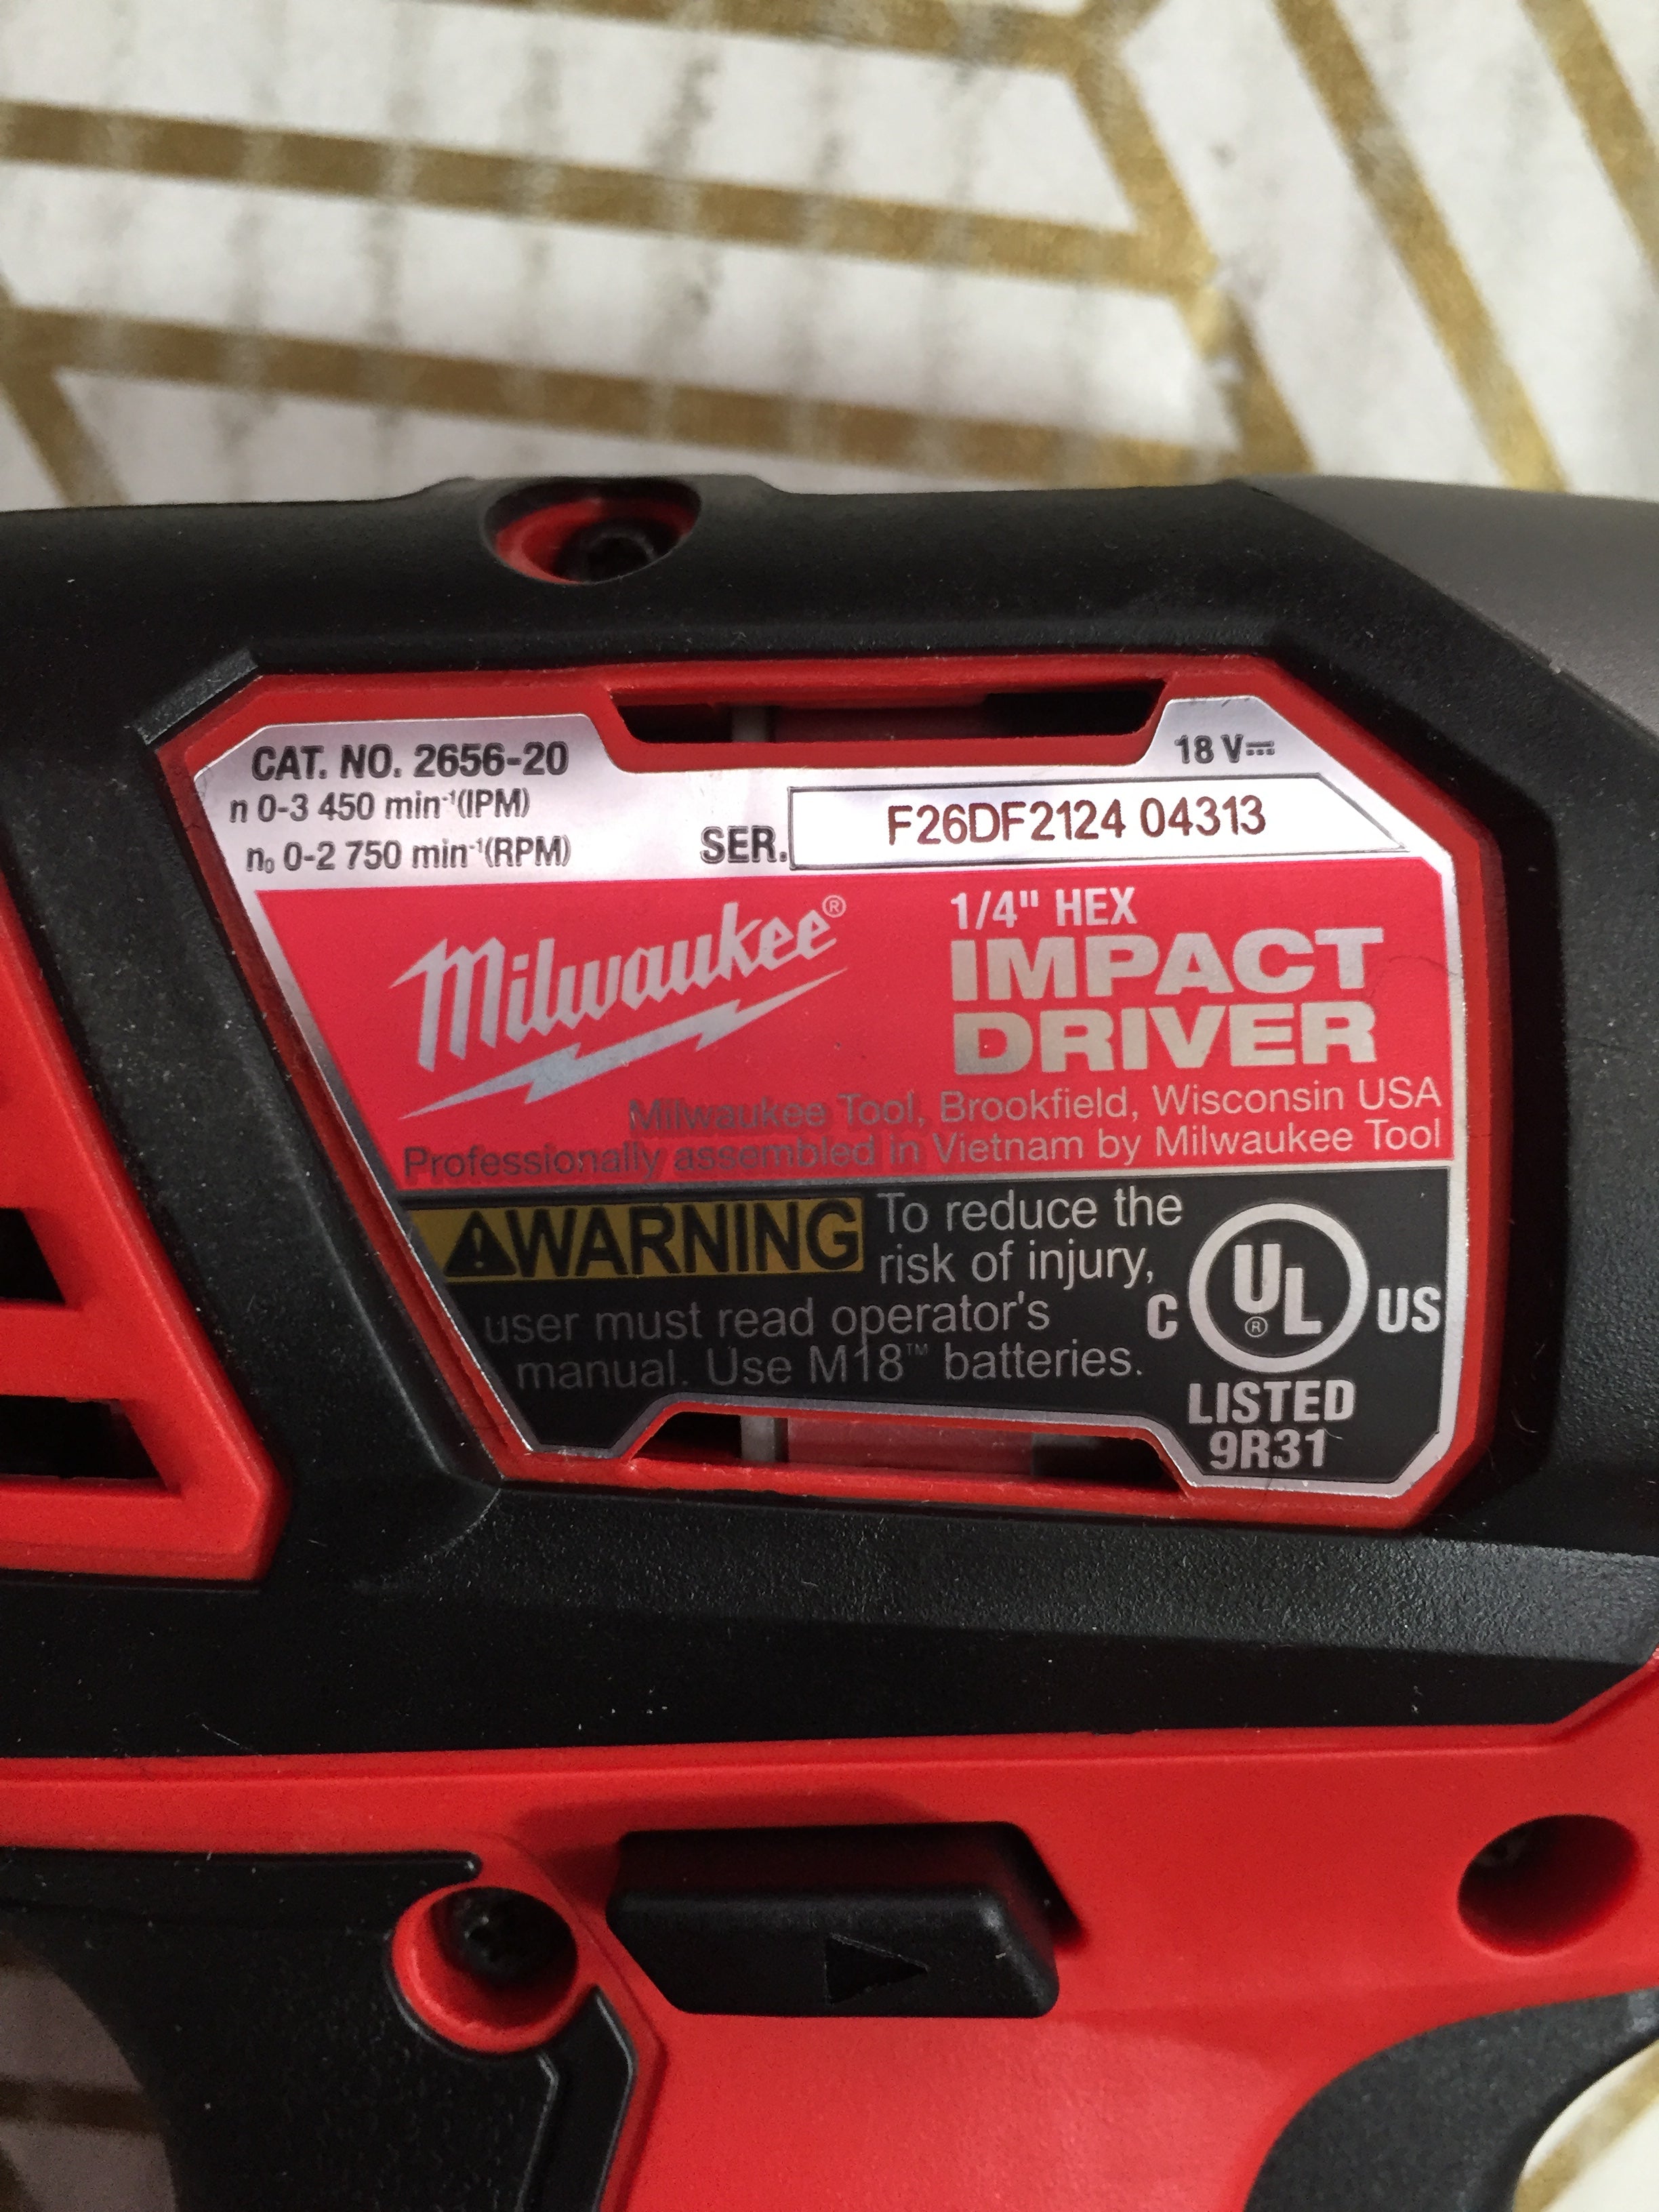 CAT. NO. 2656-20
18 V⎓
n 0-3 450 min⁻¹(IPM)
n₀ 0-2 750 min⁻¹(RPM)
SER. F26DF2124 04313
Milwaukee®
1/4" HEX
IMPACT
DRIVER
Milwaukee Tool, Brookfield, Wisconsin USA
Professionally assembled in Vietnam by Milwaukee Tool
⚠WARNING To reduce the
risk of injury,
user must read operator's
manual. Use M18™ batteries.
C UL® US
LISTED
9R31